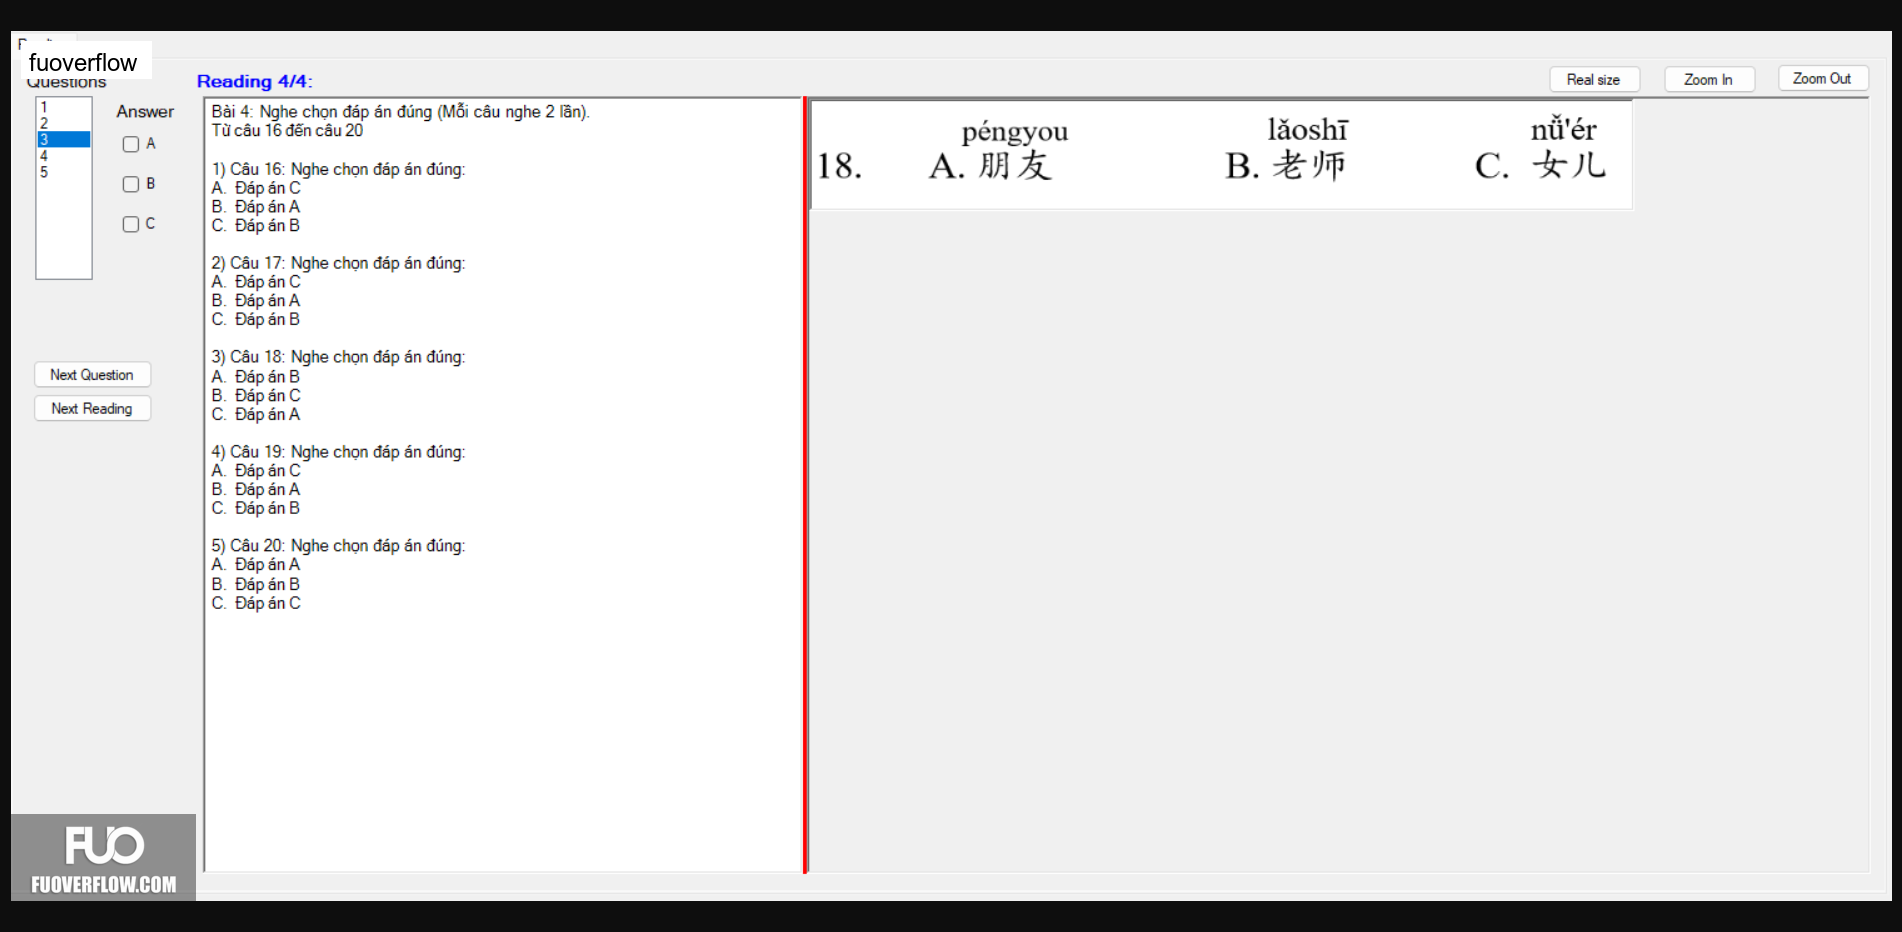 fuoverflow
Questions
Reading 4/4:
Real size
Zoom In
Zoom Out
1
2
3
4
5
Answer
A
B
C
Next Question
Next Reading
Bài 4: Nghe chọn đáp án đúng (Mỗi câu nghe 2 lần).
Từ câu 16 đến câu 20
1) Câu 16: Nghe chọn đáp án đúng:
A. Đáp án C
B. Đáp án A
C. Đáp án B
2) Câu 17: Nghe chọn đáp án đúng:
A. Đáp án C
B. Đáp án A
C. Đáp án B
3) Câu 18: Nghe chọn đáp án đúng:
A. Đáp án B
B. Đáp án C
C. Đáp án A
4) Câu 19: Nghe chọn đáp án đúng:
A. Đáp án C
B. Đáp án A
C. Đáp án B
5) Câu 20: Nghe chọn đáp án đúng:
A. Đáp án A
B. Đáp án B
C. Đáp án C
péngyou lǎoshī nǚ'ér
18. A. 朋友 B. 老师 C. 女儿
FUO
FUOVERFLOW.COM